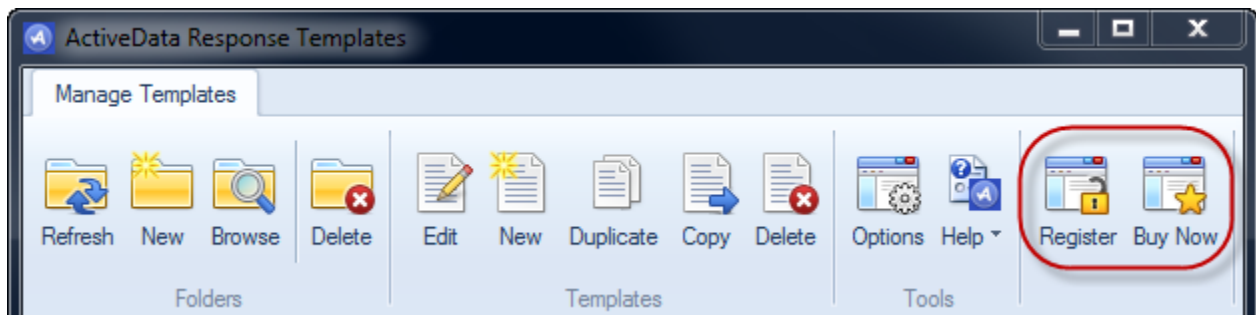 ActiveData Response Templates
Manage Templates
Refresh New Browse Delete Edit New Duplicate Copy Delete Options Help Register Buy Now
Folders Templates Tools